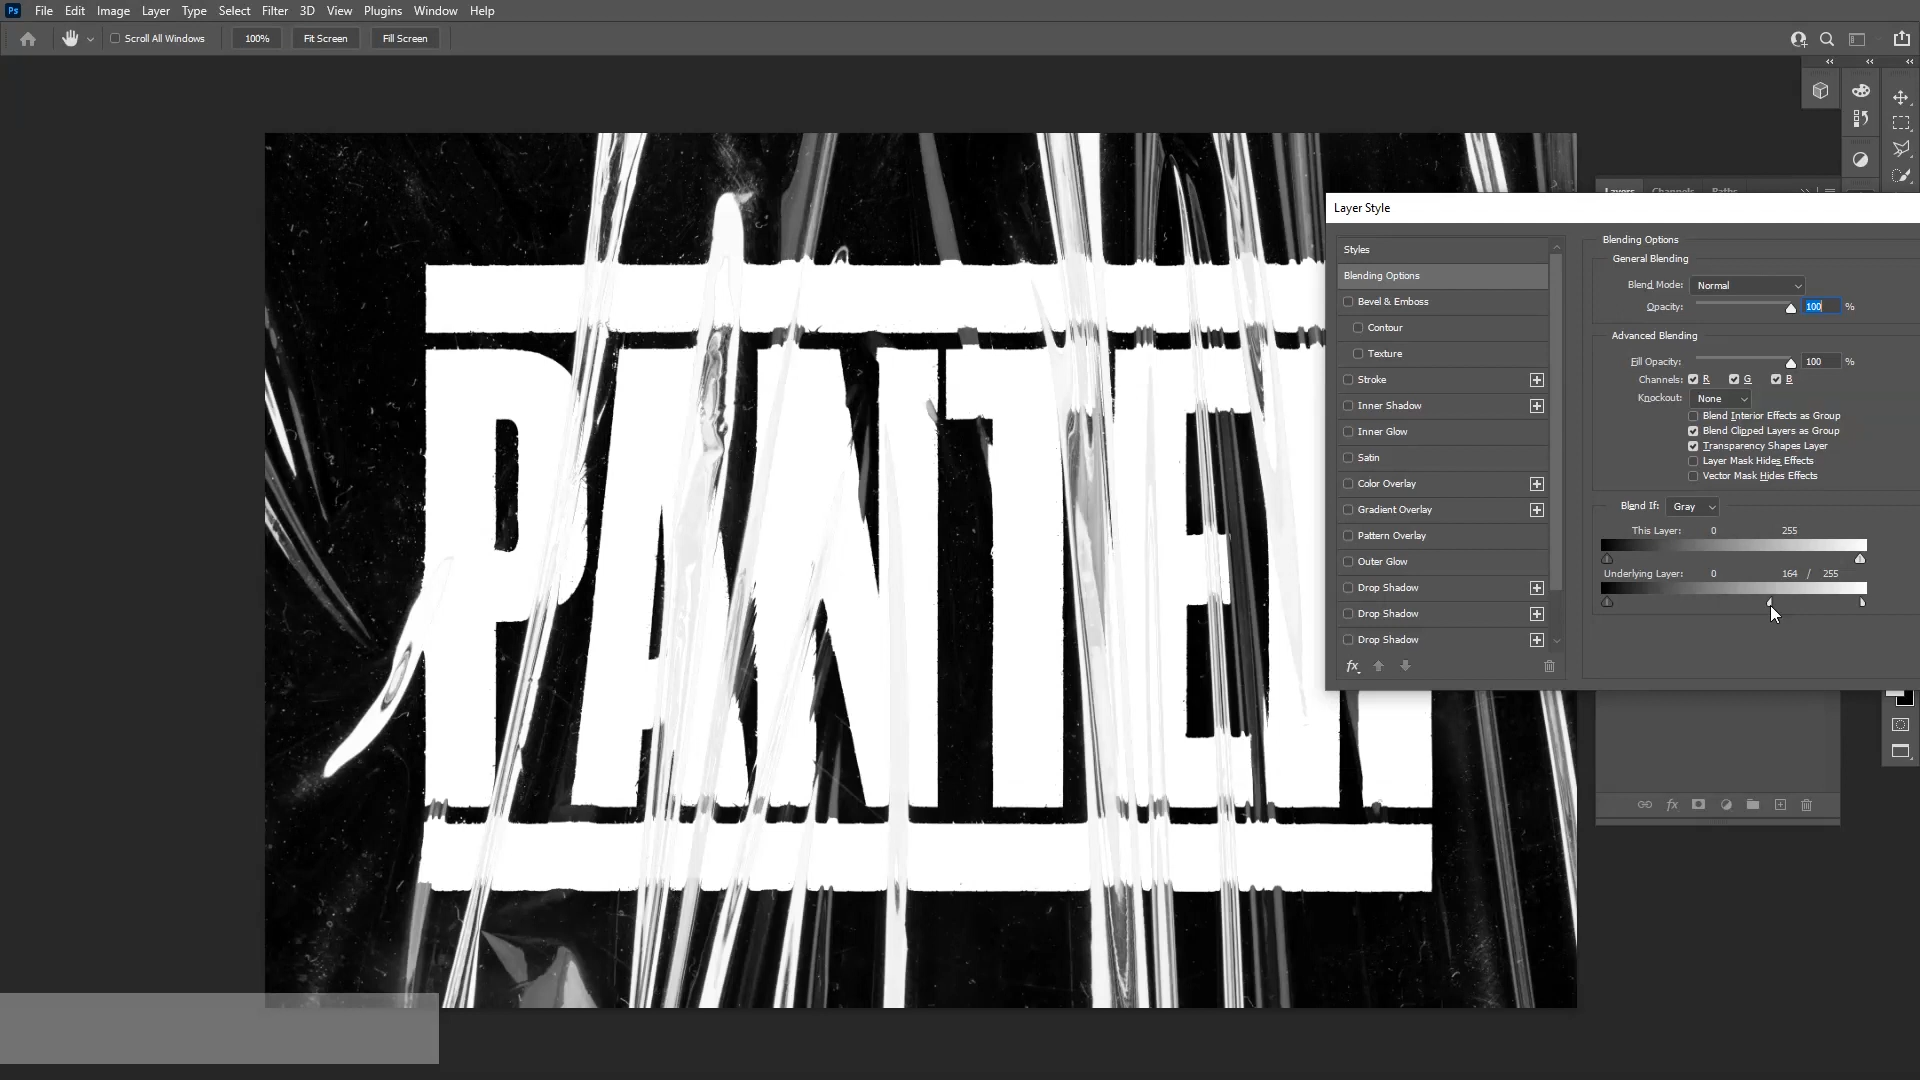 Ps File Edit Image Layer Type Select Filter 3D View Plugins Window Help
Scroll All Windows 100% Fit Screen Fill Screen
Layers Channels Paths
Layer Style
Styles
Blending Options
Bevel & Emboss
Contour
Texture
Stroke
Inner Shadow
Inner Glow
Satin
Color Overlay
Gradient Overlay
Pattern Overlay
Outer Glow
Drop Shadow
Drop Shadow
Drop Shadow
fx
Blending Options
General Blending
Blend Mode: Normal
Opacity: 100 %
Advanced Blending
Fill Opacity: 100 %
Channels: R G B
Knockout: None
Blend Interior Effects as Group
Blend Clipped Layers as Group
Transparency Shapes Layer
Layer Mask Hides Effects
Vector Mask Hides Effects
Blend If: Gray
This Layer: 0 255
Underlying Layer: 0 164 / 255
fx